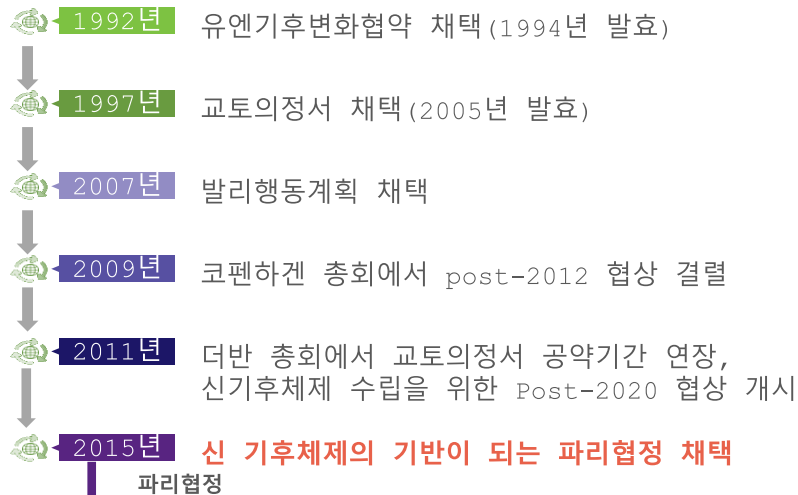 1992년 유엔기후변화협약 채택(1994년 발효)
1997년 교토의정서 채택(2005년 발효)
2007년 발리행동계획 채택
2009년 코펜하겐 총회에서 post-2012 협상 결렬
2011년 더반 총회에서 교토의정서 공약기간 연장,
신기후체제 수립을 위한 Post-2020 협상 개시
2015년 신 기후체제의 기반이 되는 파리협정 채택
파리협정